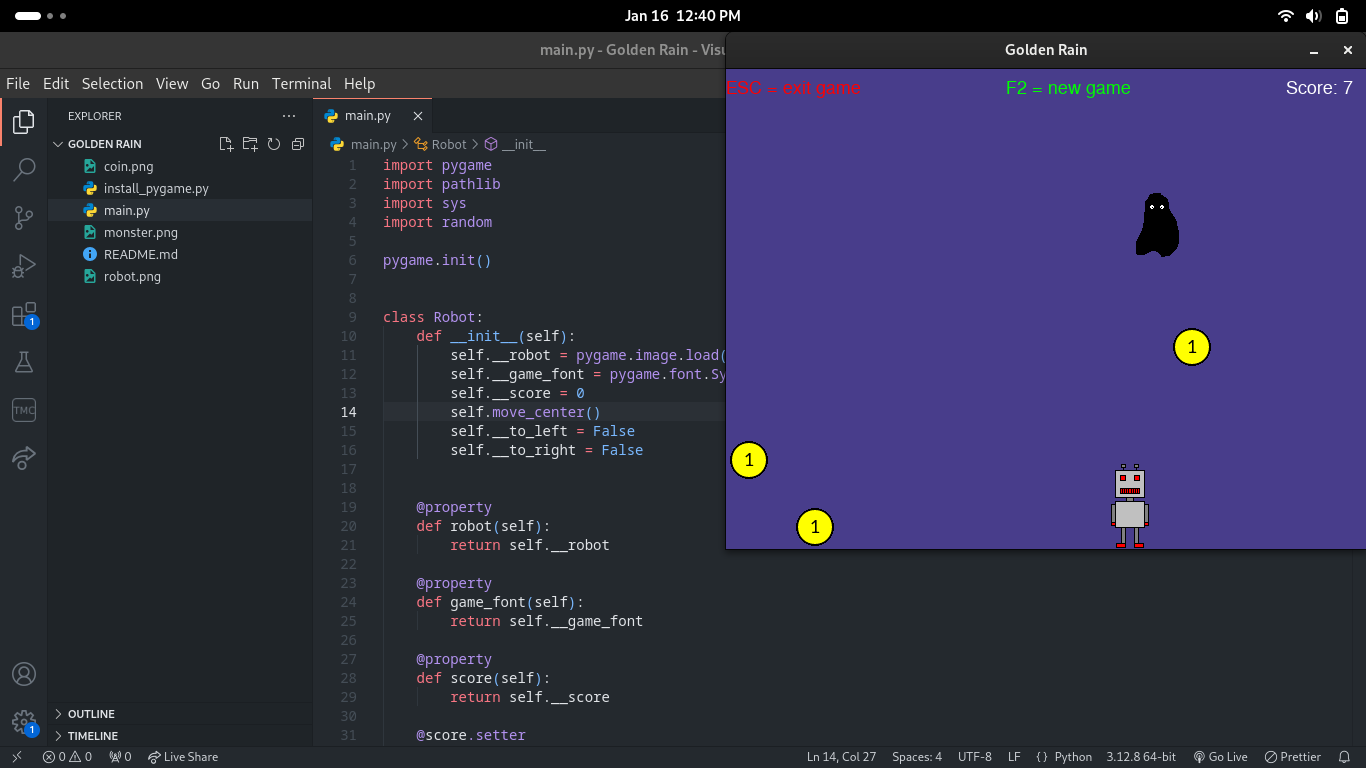 Jan 16 12:40 PM
main.py - Golden Rain - Visu
Golden Rain
File Edit Selection View Go Run Terminal Help
ESC = exit game F2 = new game Score: 7
EXPLORER
main.py
GOLDEN RAIN
main.py > Robot > __init__
coin.png
install_pygame.py
main.py
monster.png
README.md
robot.png
1 import pygame
2 import pathlib
3 import sys
4 import random
5
6 pygame.init()
7
8
9 class Robot:
10 def __init__(self):
11 self.__robot = pygame.image.load(
12 self.__game_font = pygame.font.Sy
13 self.__score = 0
14 self.move_center()
15 self.__to_left = False
16 self.__to_right = False
17
18
19 @property
20 def robot(self):
21 return self.__robot
22
23 @property
24 def game_font(self):
25 return self.__game_font
26
27 @property
28 def score(self):
29 return self.__score
30
31 @score.setter
1
1
1
1
TMC
1
OUTLINE
TIMELINE
0 0 0 Live Share Ln 14, Col 27 Spaces: 4 UTF-8 LF {} Python 3.12.8 64-bit Go Live Prettier